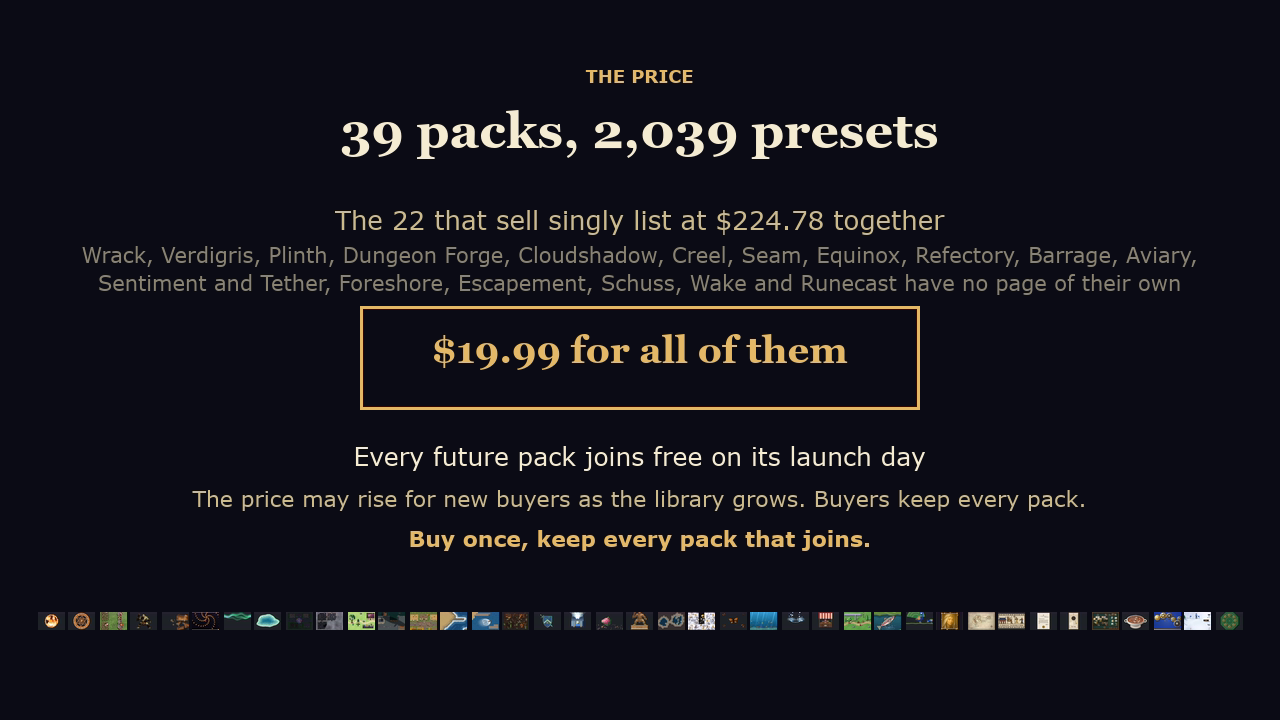 THE PRICE
39 packs, 2,039 presets
The 22 that sell singly list at $224.78 together
Wrack, Verdigris, Plinth, Dungeon Forge, Cloudshadow, Creel, Seam, Equinox, Refectory, Barrage, Aviary,
Sentiment and Tether, Foreshore, Escapement, Schuss, Wake and Runecast have no page of their own
$19.99 for all of them
Every future pack joins free on its launch day
The price may rise for new buyers as the library grows. Buyers keep every pack.
Buy once, keep every pack that joins.